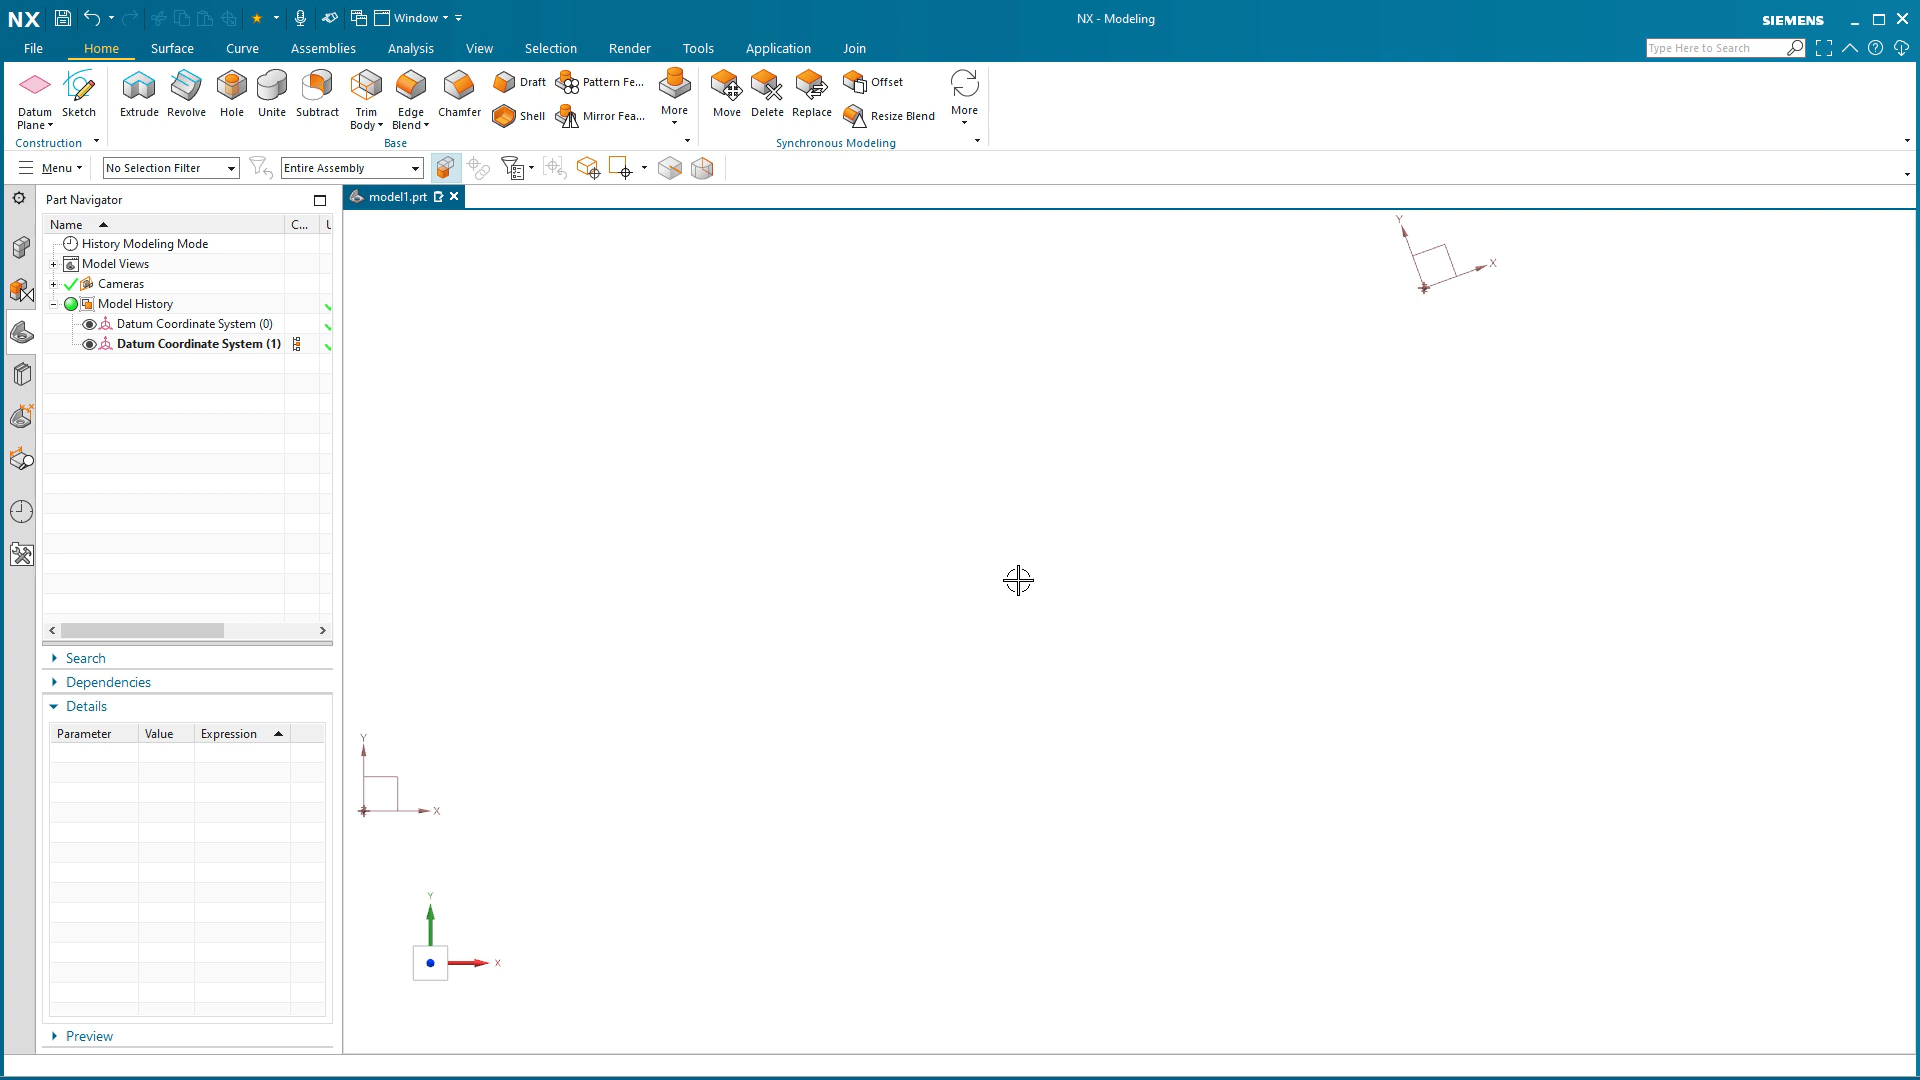 NX
Window
NX - Modeling
SIEMENS
File
Home
Surface
Curve
Assemblies
Analysis
View
Selection
Render
Tools
Application
Join
Type Here to Search
Datum Plane
Sketch
Extrude
Revolve
Hole
Unite
Subtract
Trim Body
Edge Blend
Chamfer
Draft
Shell
Pattern Fe...
Mirror Fea...
More
Move
Delete
Replace
Offset
Resize Blend
More
Construction
Base
Synchronous Modeling
Menu
No Selection Filter
Entire Assembly
Part Navigator
model1.prt
Name
C...
History Modeling Mode
Model Views
Cameras
Model History
Datum Coordinate System (0)
Datum Coordinate System (1)
Search
Dependencies
Details
Parameter
Value
Expression
Preview
Y
X
Y
X
Y
X